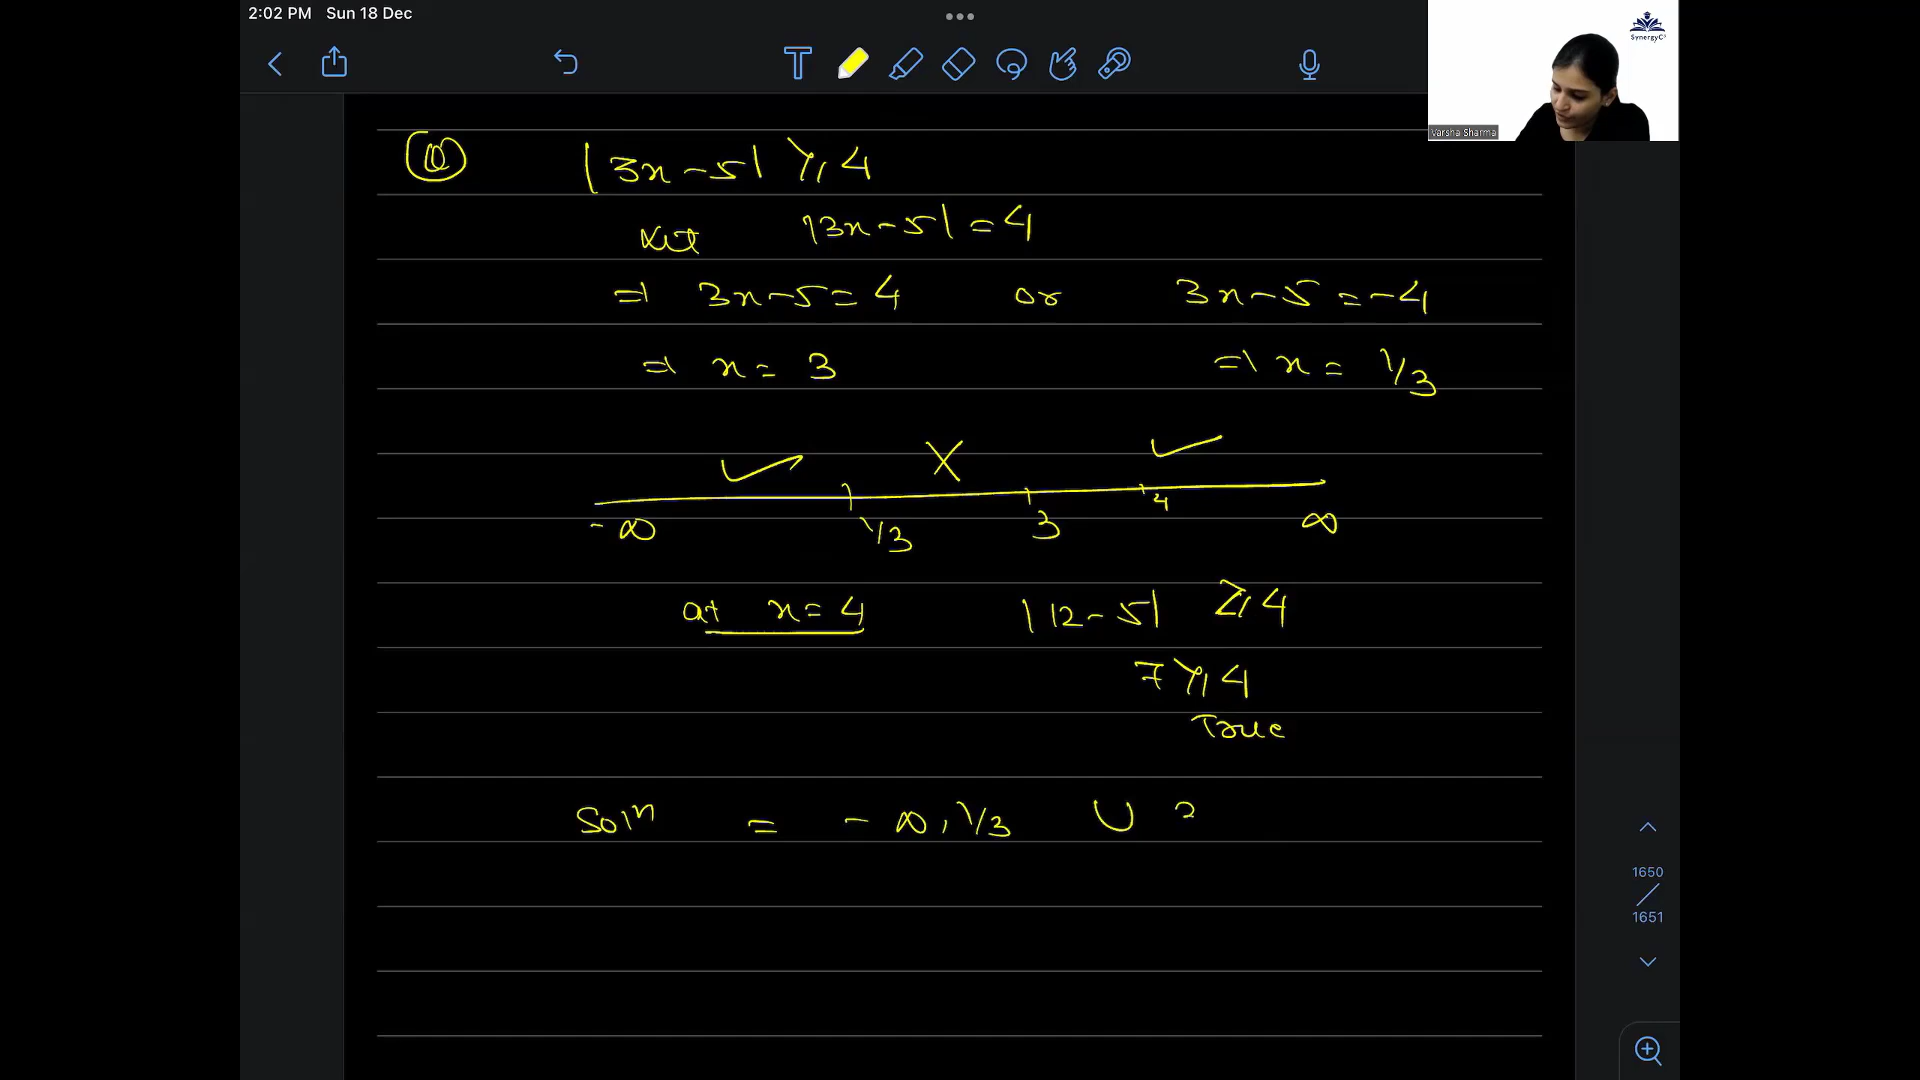 2:02 PM Sun 18 Dec
SynergyC³
Varsha Sharma
Q |3x-5| ≥ 4
Let |3x-5| = 4
⇒ 3x-5 = 4 or 3x-5 = -4
⇒ x = 3 ⇒ x = 1/3
✓ X ✓
-∞ 1/3 3 4 ∞
at x = 4 |12-5| ≥ 4
7 ≥ 4
True
Solⁿ = -∞, 1/3 ∪
1650
1651